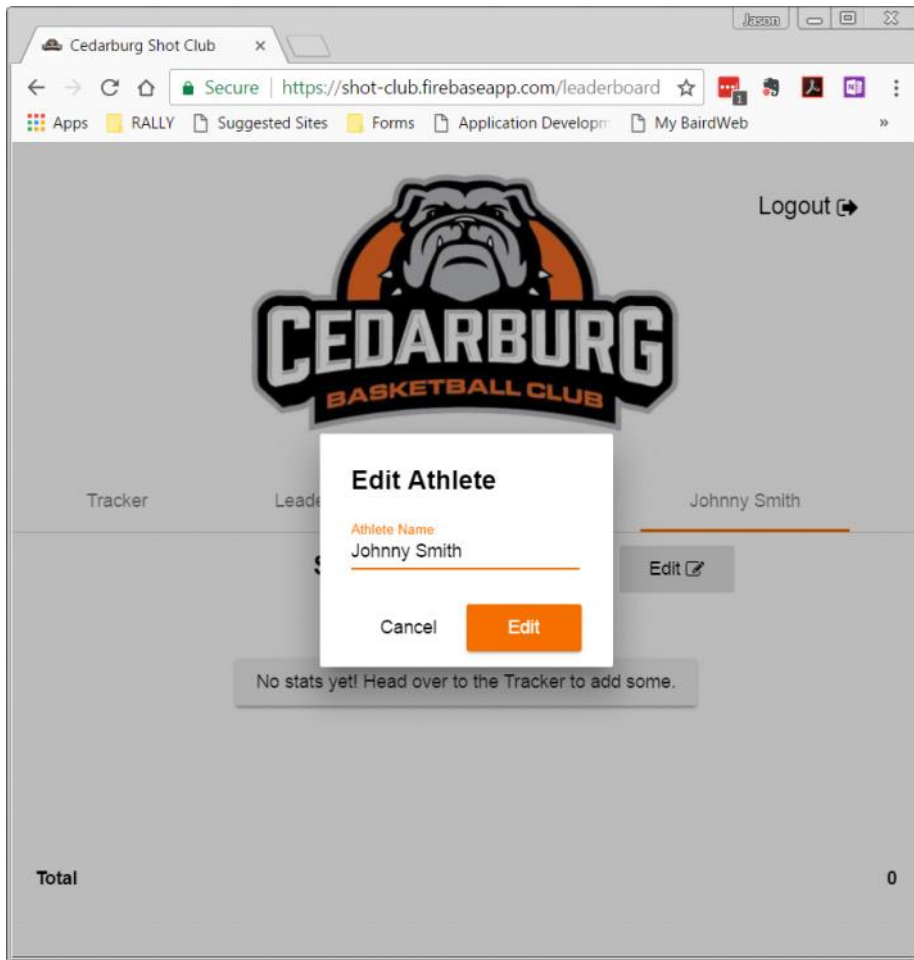 Jason
Cedarburg Shot Club
Secure https://shot-club.firebaseapp.com/leaderboard
1
Apps RALLY Suggested Sites Forms Application Developm My BairdWeb »
Logout
CEDARBURG
BASKETBALL CLUB
Edit Athlete
Tracker Leade Johnny Smith
Athlete Name
Johnny Smith
S Edit
Cancel Edit
No stats yet! Head over to the Tracker to add some.
Total 0